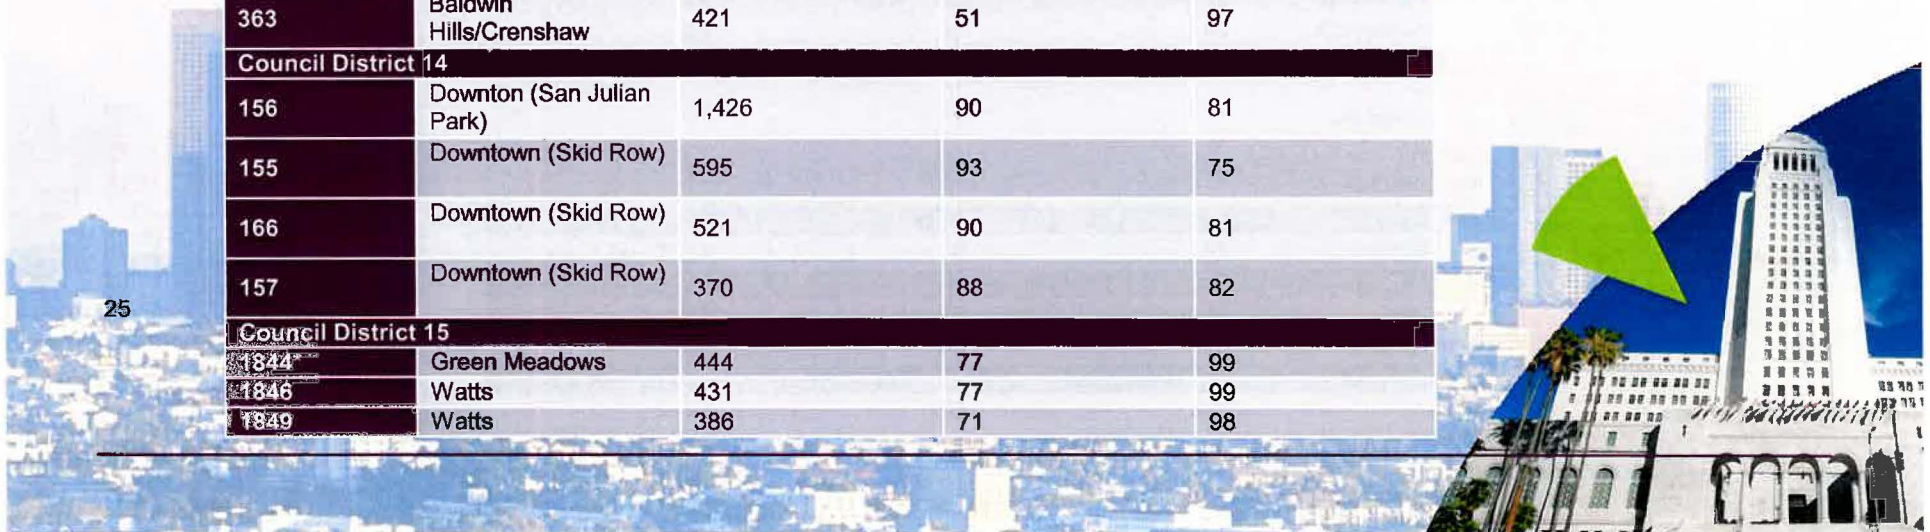 363 Baldwin Hills/Crenshaw 421 51 97
Council District 14
156 Downton (San Julian Park) 1,426 90 81
155 Downtown (Skid Row) 595 93 75
166 Downtown (Skid Row) 521 90 81
157 Downtown (Skid Row) 370 88 82
25
Council District 15
1844 Green Meadows 444 77 99
1846 Watts 431 77 99
1849 Watts 386 71 98